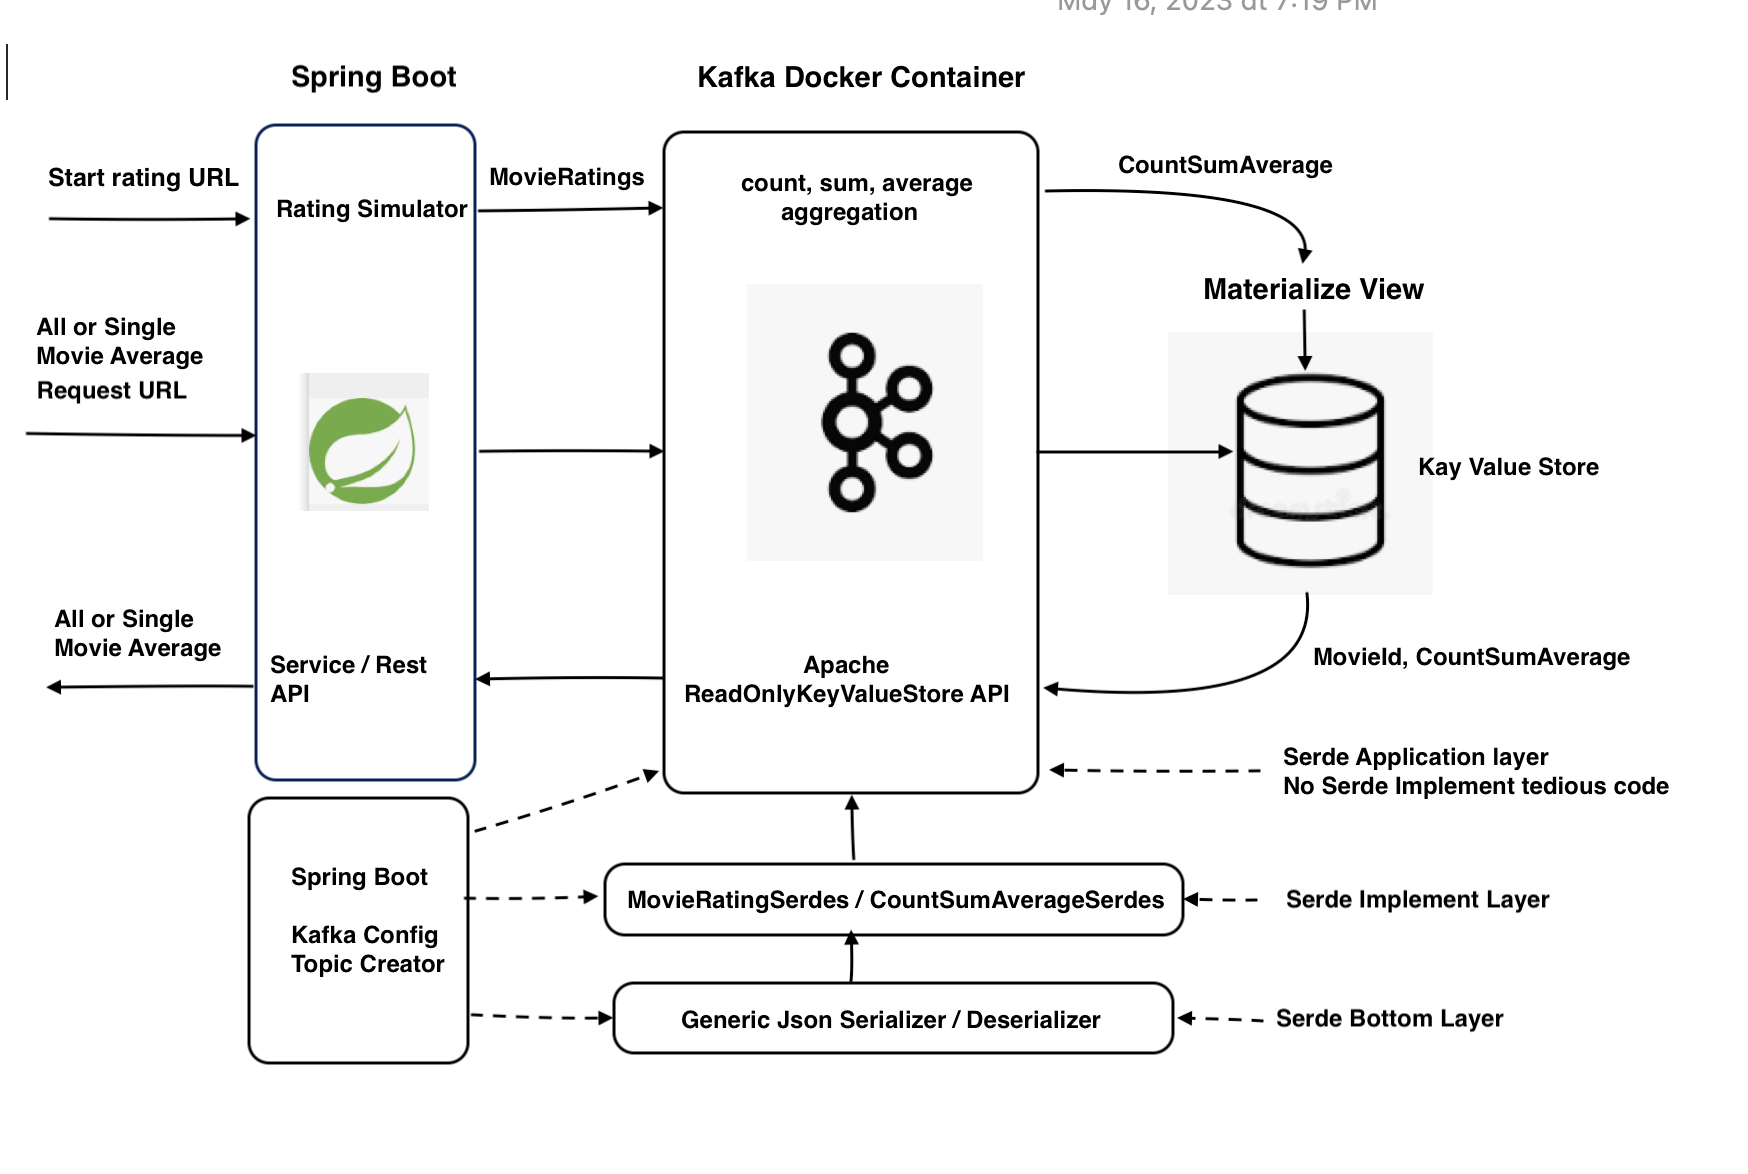 May 16, 2023 at 7:19 PM
Spring Boot
Kafka Docker Container
Start rating URL
Rating Simulator
MovieRatings
count, sum, average
aggregation
CountSumAverage
Materialize View
All or Single
Movie Average
Request URL
Kay Value Store
All or Single
Movie Average
Service / Rest
API
Apache
ReadOnlyKeyValueStore API
MovieId, CountSumAverage
Serde Application layer
No Serde Implement tedious code
Spring Boot
Kafka Config
Topic Creator
MovieRatingSerdes / CountSumAverageSerdes
Serde Implement Layer
Generic Json Serializer / Deserializer
Serde Bottom Layer